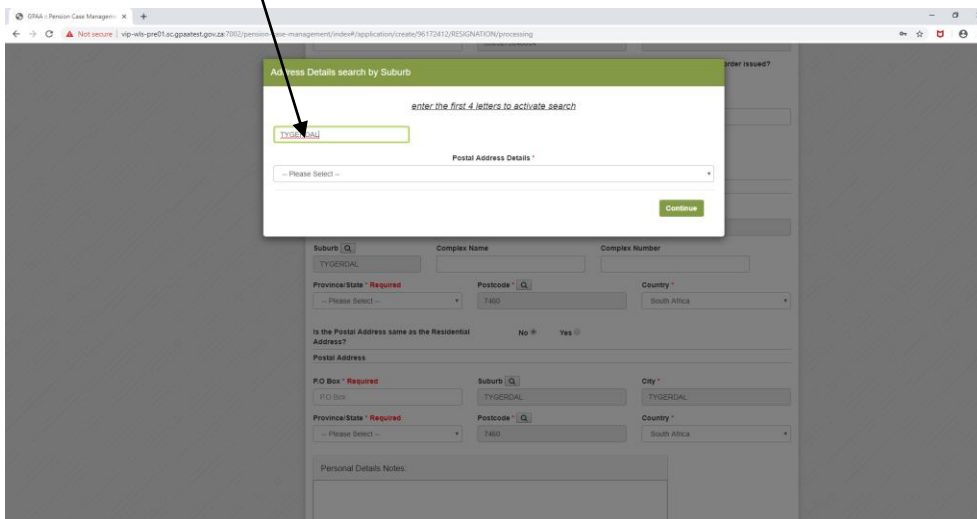 GPAA :: Pension Case Managem
Not secure | vip-wls-pre01.ac.gpaatest.gov.za:7002/pension-case-management/index#/application/create/96172412/RESIGNATION/processing
order issued?
Address Details search by Suburb
enter the first 4 letters to activate search
TYGERDAL
Postal Address Details *
-- Please Select --
Continue
Suburb Complex Name Complex Number
TYGERDAL
Province/State * Required Postcode * Country *
-- Please Select -- 7460 South Africa
Is the Postal Address same as the Residential No Yes
Address?
Postal Address
P.O Box * Required Suburb City *
P.O Box TYGERDAL TYGERDAL
Province/State * Required Postcode * Country *
-- Please Select -- 7460 South Africa
Personal Details Notes: